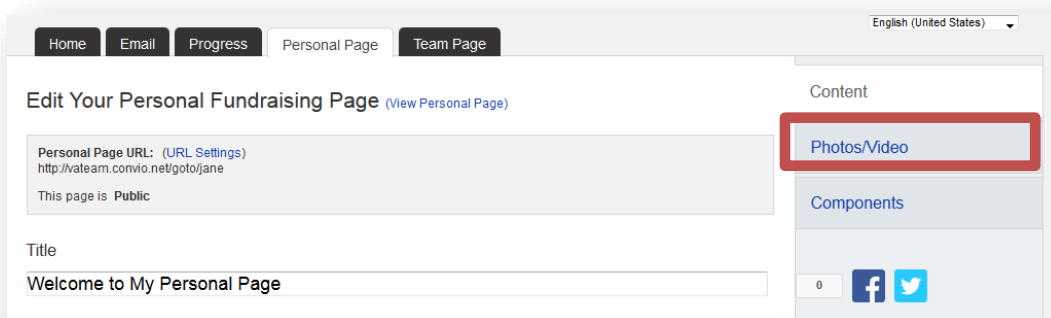 English (United States)
Home Email Progress Personal Page Team Page
Edit Your Personal Fundraising Page (View Personal Page)
Personal Page URL: (URL Settings)
http://vateam.convio.net/goto/jane
This page is Public
Title
Welcome to My Personal Page
Content
Photos/Video
Components
0